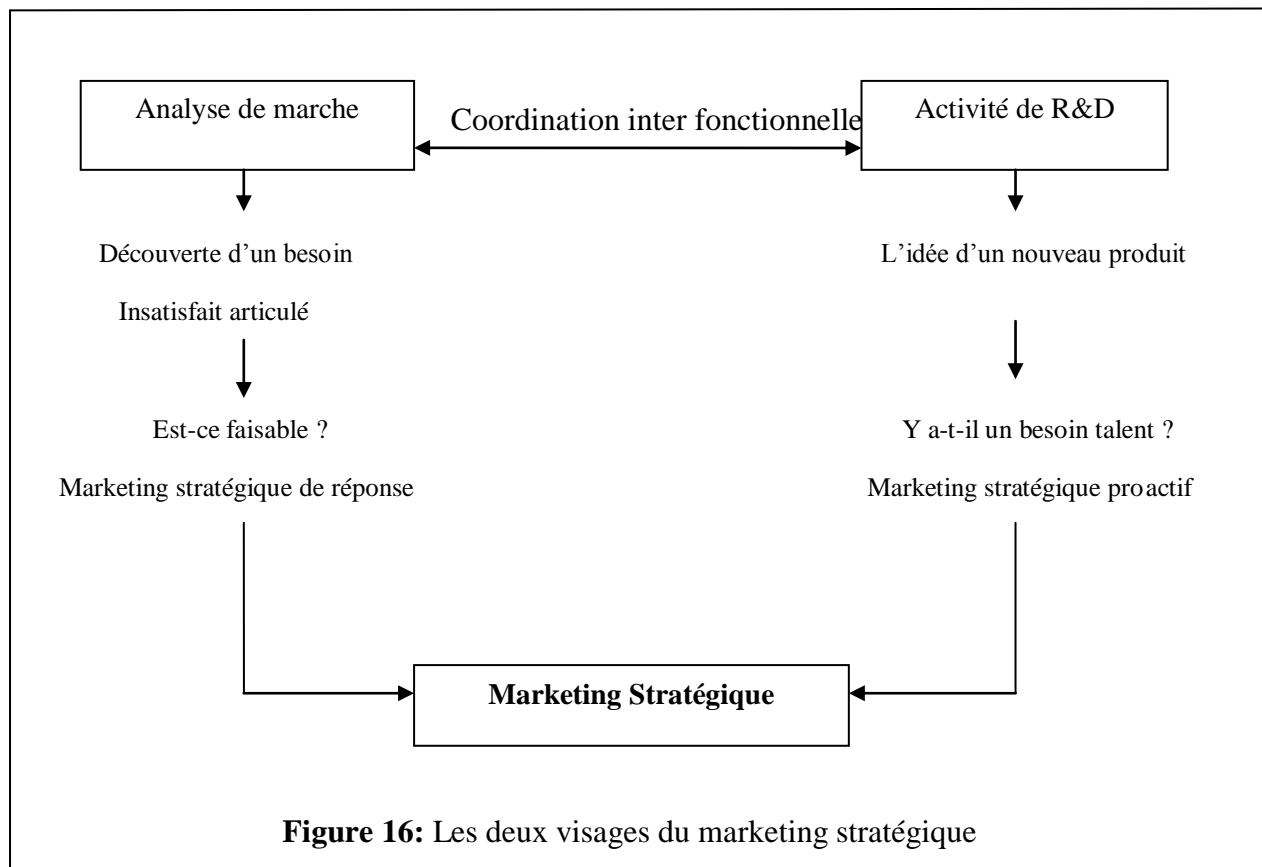 Analyse de marche
Coordination inter fonctionnelle
Activité de R&D
Découverte d'un besoin
Insatisfait articulé
L'idée d'un nouveau produit
Est-ce faisable ?
Marketing stratégique de réponse
Y a-t-il un besoin talent ?
Marketing stratégique proactif
Marketing Stratégique
Figure 16: Les deux visages du marketing stratégique